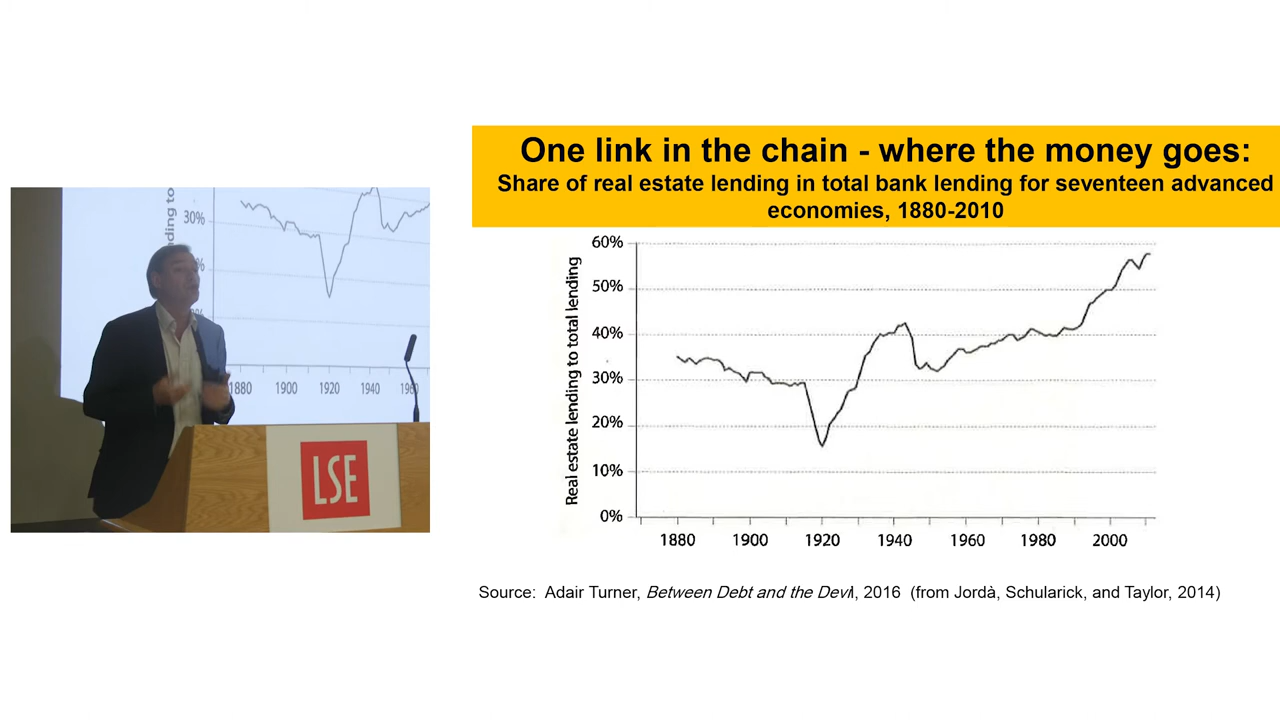 One link in the chain - where the money goes:
Share of real estate lending in total bank lending for seventeen advanced
economies, 1880-2010
Real estate lending to total lending
60%
50%
40%
30%
20%
10%
0%
1880 1900 1920 1940 1960 1980 2000
Source: Adair Turner, Between Debt and the Devil, 2016 (from Jordà, Schularick, and Taylor, 2014)
nding to
30%
1880 1900 1920 1940 1960
LSE